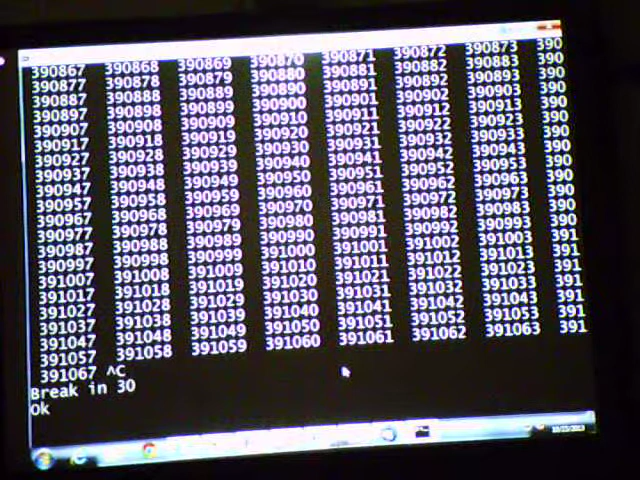 390867 390868 390869 390870 390871 390872 390873 390
390877 390878 390879 390880 390881 390882 390883 390
390887 390888 390889 390890 390891 390892 390893 390
390897 390898 390899 390900 390901 390902 390903 390
390907 390908 390909 390910 390911 390912 390913 390
390917 390918 390919 390920 390921 390922 390923 390
390927 390928 390929 390930 390931 390932 390933 390
390937 390938 390939 390940 390941 390942 390943 390
390947 390948 390949 390950 390951 390952 390953 390
390957 390958 390959 390960 390961 390962 390963 390
390967 390968 390969 390970 390971 390972 390973 390
390977 390978 390979 390980 390981 390982 390983 390
390987 390988 390989 390990 390991 390992 390993 390
390997 390998 390999 391000 391001 391002 391003 391
391007 391008 391009 391010 391011 391012 391013 391
391017 391018 391019 391020 391021 391022 391023 391
391027 391028 391029 391030 391031 391032 391033 391
391037 391038 391039 391040 391041 391042 391043 391
391047 391048 391049 391050 391051 391052 391053 391
391057 391058 391059 391060 391061 391062 391063 391
391067 ^C
Break in 30
Ok